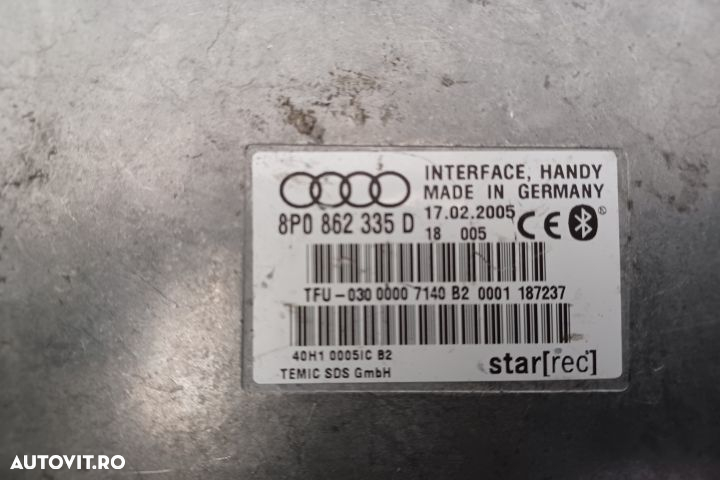 INTERFACE, HANDY
MADE IN GERMANY
8P0 862 335 D
17.02.2005
18 005
CE
TFU-030 0000 7140 B2 0001 187237
40H1 0005IC B2
TEMIC SDS GmbH
star[rec]
AUTOVIT.RO